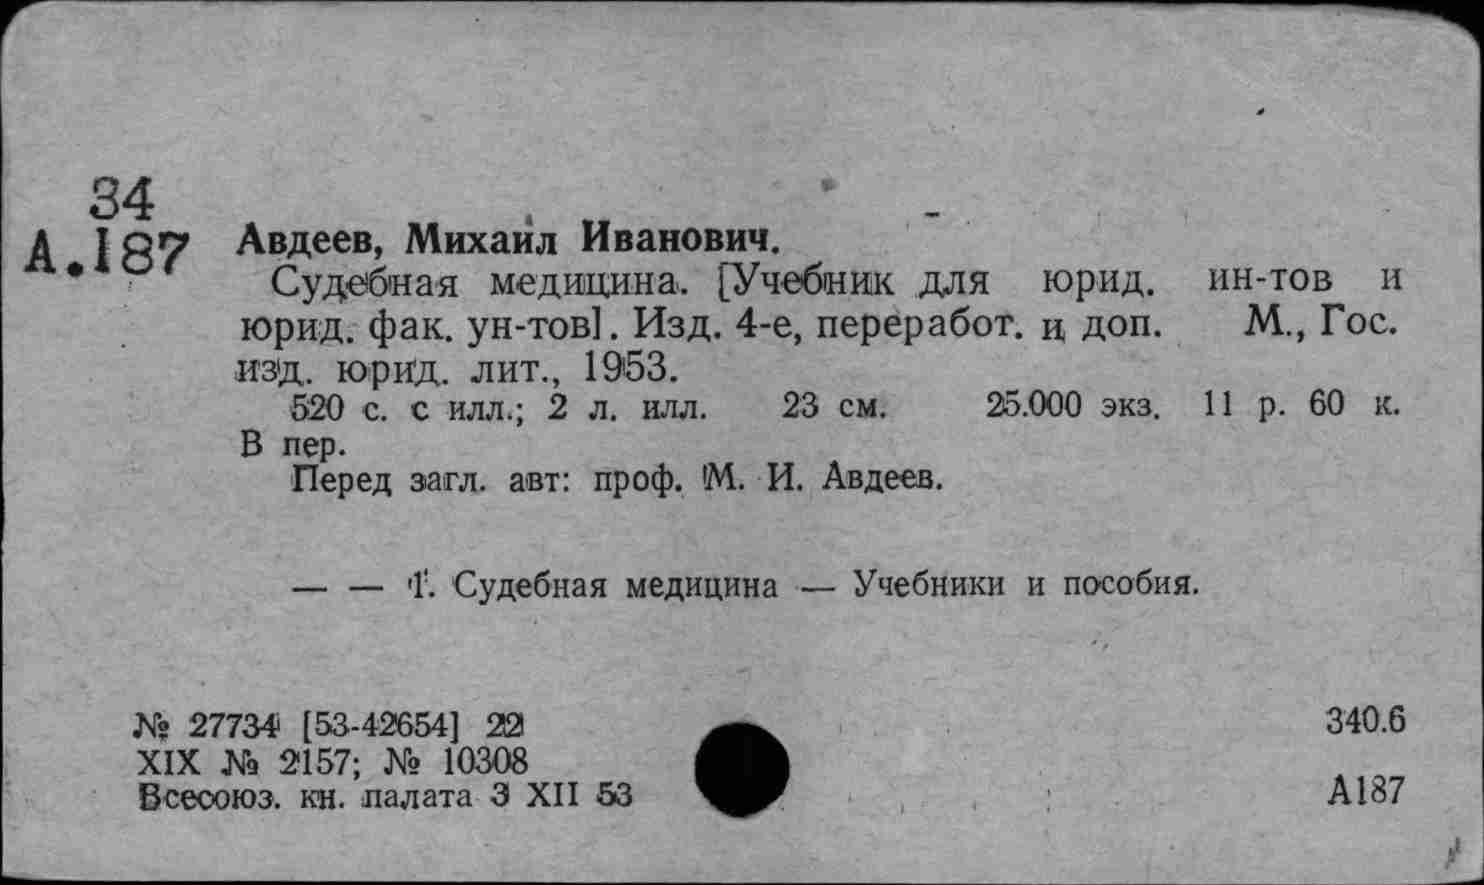 34
А.187
Авдеев, Михаил Иванович.
Судебная медицина. [Учебник для юрид. ин-тов и
юрид. фак. ун-тов]. Изд. 4-е, переработ. и доп. М., Гос.
изд. юрид. лит., 1953.
520 с. с илл.; 2 л. илл. 23 см. 25.000 экз. 11 р. 60 к.
В пер.
Перед загл. авт: проф. М. И. Авдеев.
— — 1. Судебная медицина — Учебники и пособия.
№ 27734 [53-42654] 22
XIX № 2157; № 10308
Всесоюз. кн. палата 3 XII 53
340.6
А187